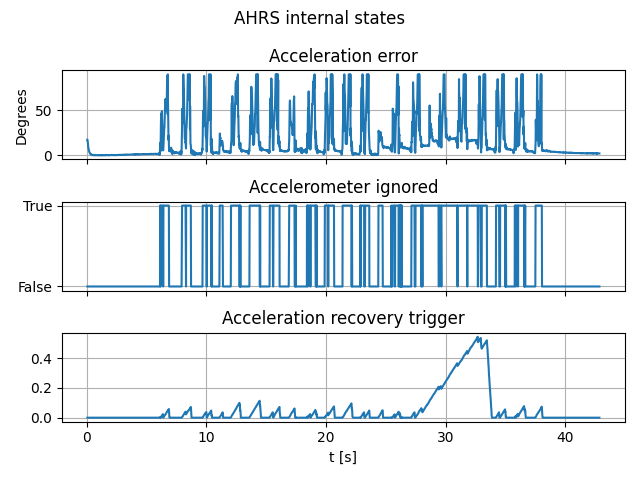 AHRS internal states
Acceleration error
50
0
Degrees
Accelerometer ignored
True
False
Acceleration recovery trigger
0.4
0.2
0.0
0 10 20 30 40
t [s]